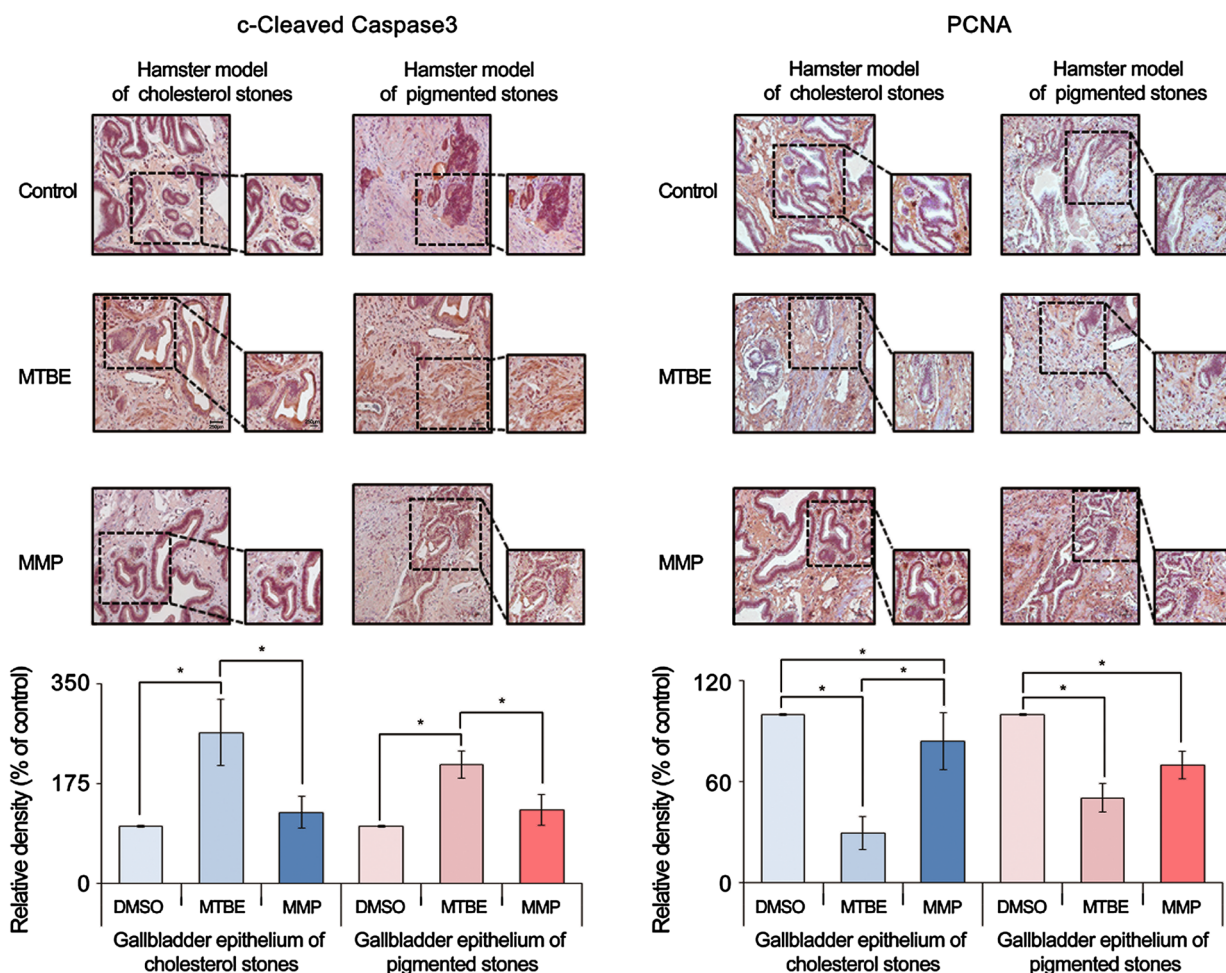 c-Cleaved Caspase3
PCNA
Hamster model
of cholesterol stones
Hamster model
of pigmented stones
Hamster model
of cholesterol stones
Hamster model
of pigmented stones
Control
Control
MTBE
250μm
250μm
MTBE
MMP
MMP
Relative density (% of control)
350
175
0
*
*
*
*
DMSO
MTBE
MMP
DMSO
MTBE
MMP
Gallbladder epithelium of
cholesterol stones
Gallbladder epithelium of
pigmented stones
Relative density (% of control)
120
60
0
*
*
*
*
*
DMSO
MTBE
MMP
DMSO
MTBE
MMP
Gallbladder epithelium of
cholesterol stones
Gallbladder epithelium of
pigmented stones